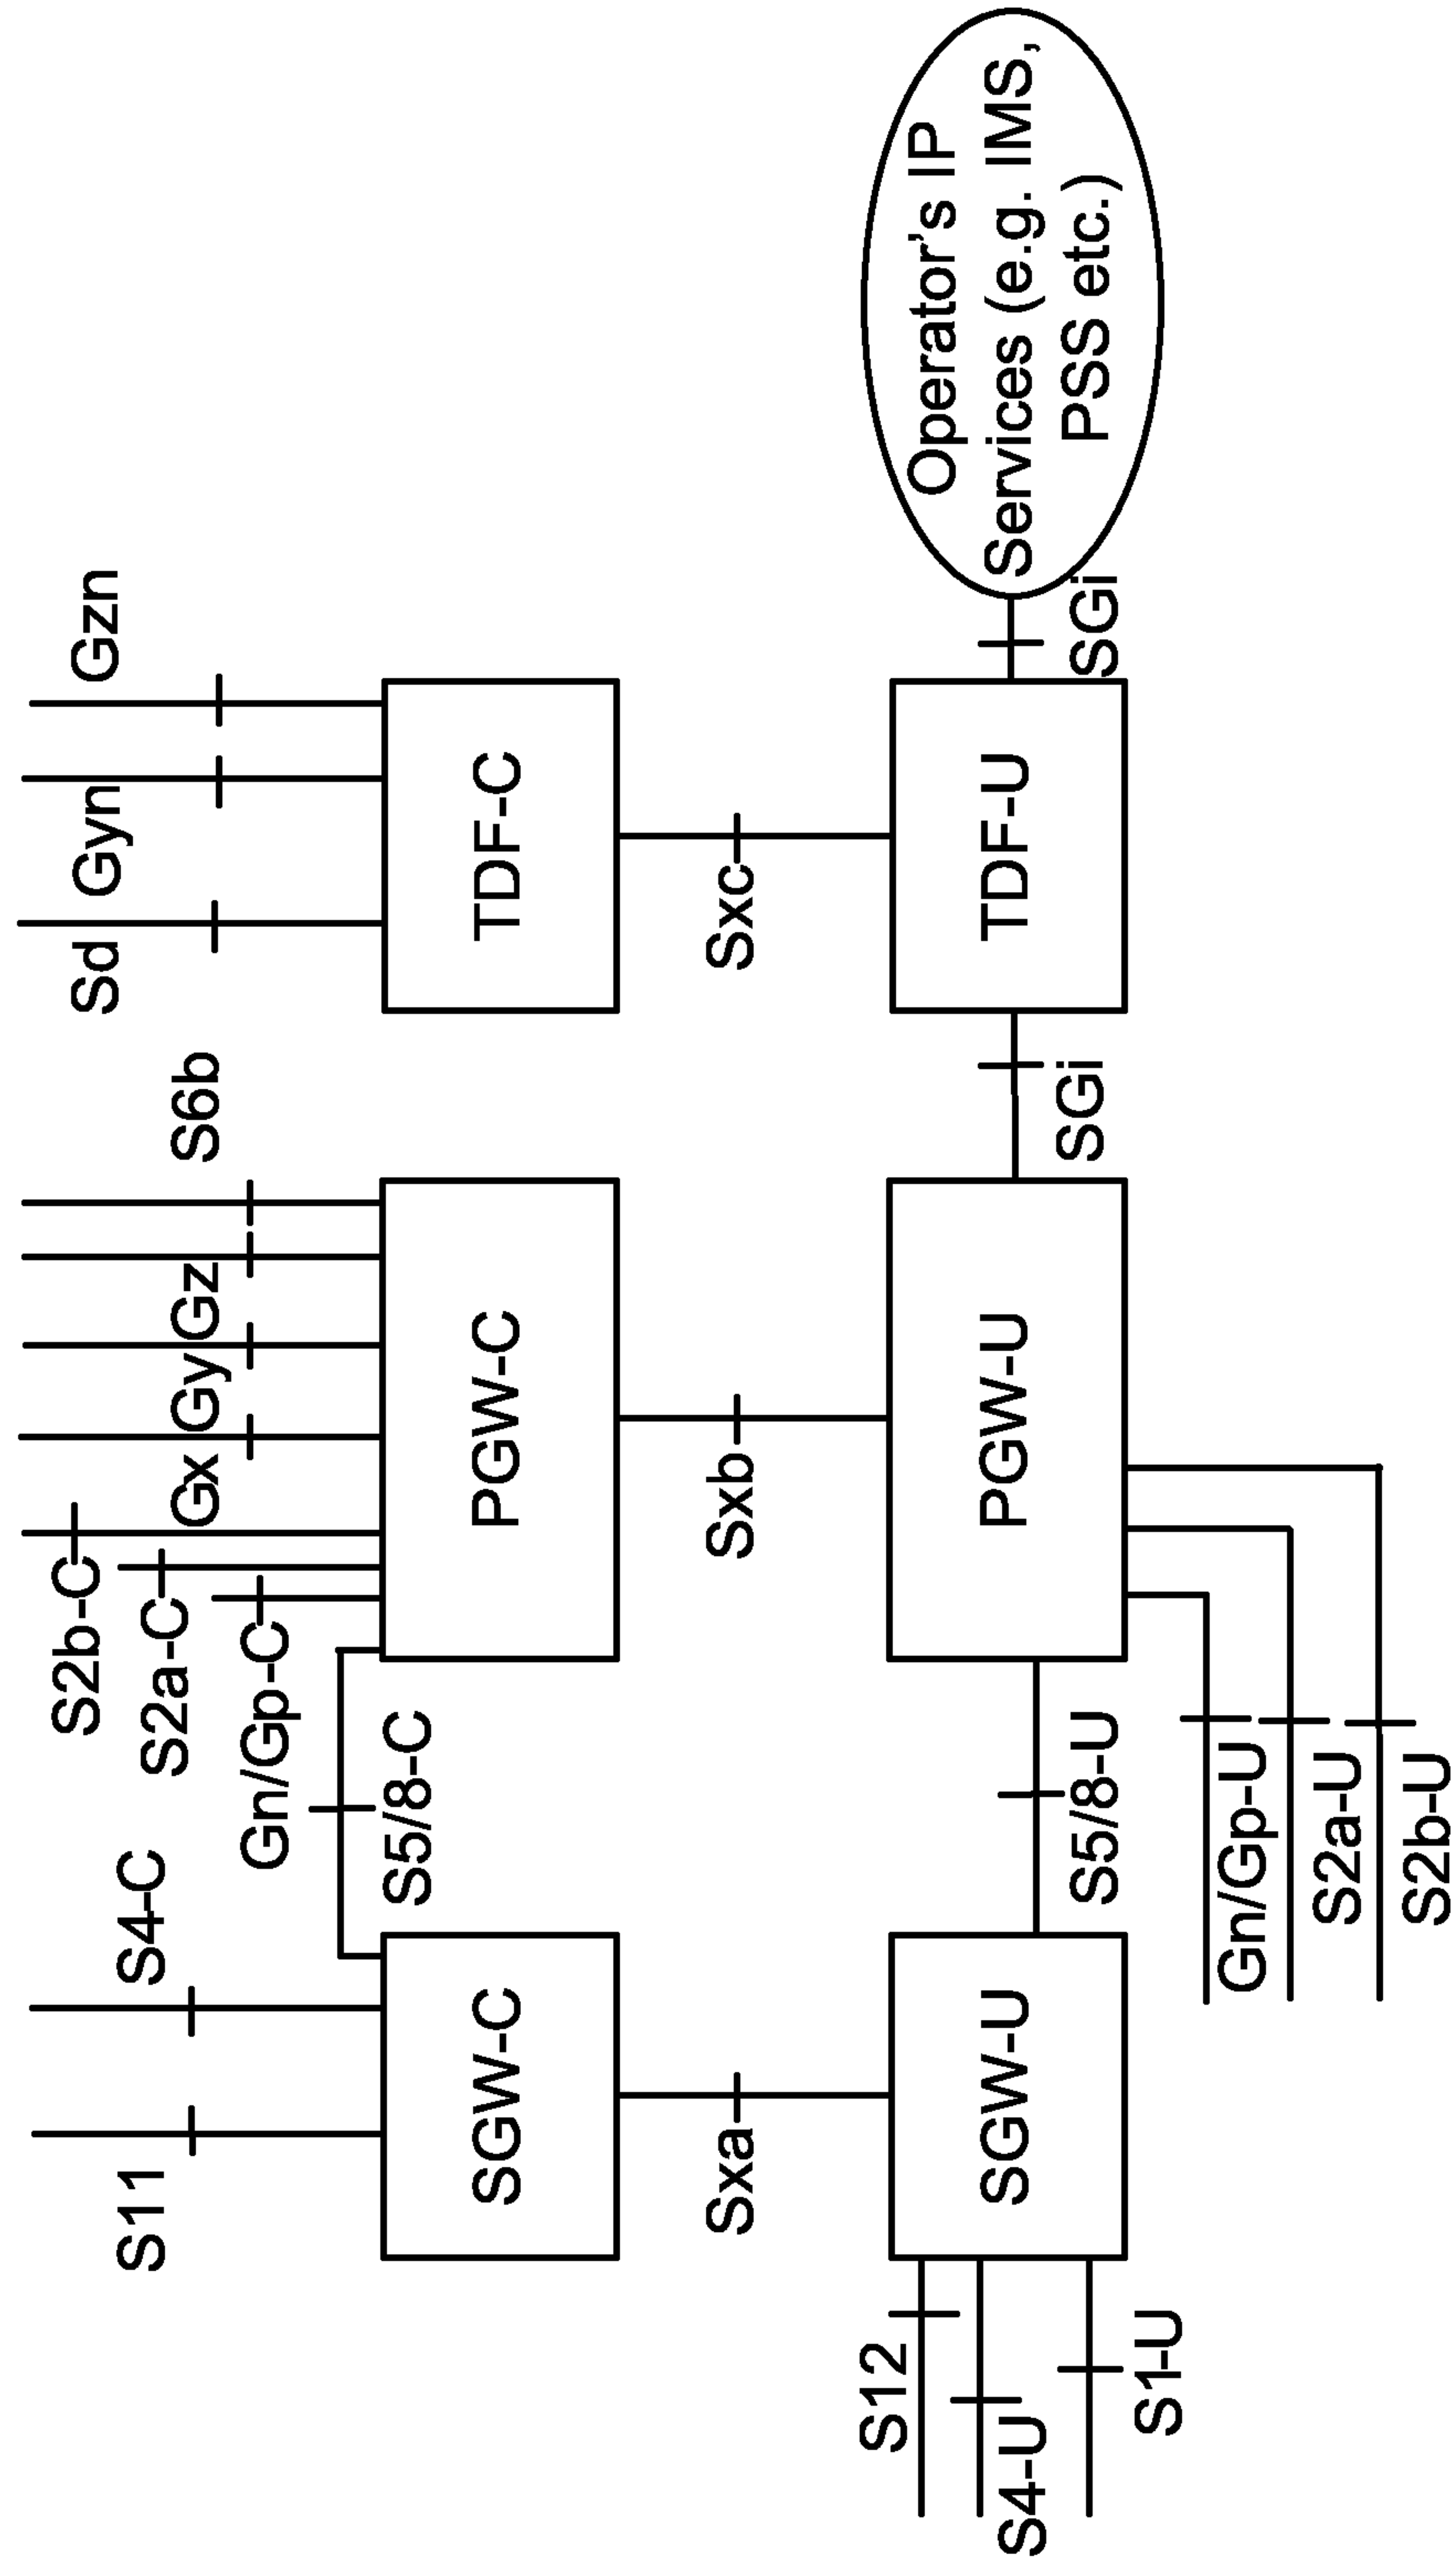 S2b-C
S2a-C
S11
S4-C
Gn/Gp-C
Gx
Gy
Gz
S6b
Sd
Gyn
Gzn
S5/8-C
SGW-C
PGW-C
TDF-C
Sxa
Sxb
Sxc
S12
S4-U
S1-U
SGW-U
S5/8-U
PGW-U
SGi
TDF-U
SGi
Operator’s IP
Services (e.g. IMS,
PSS etc.)
Gn/Gp-U
S2a-U
S2b-U